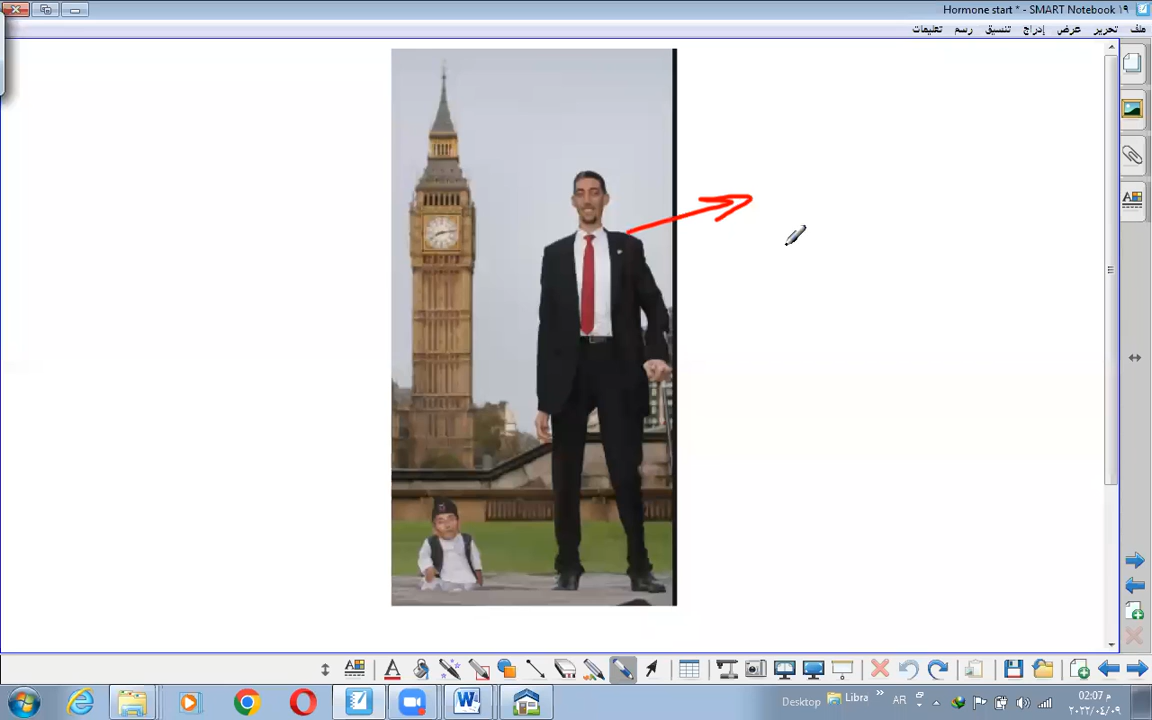 Hormone start * - SMART Notebook ١٩
ملف تحرير عرض إدراج تنسيق رسم تعليمات
Desktop Libra » AR
02:07 م
٢٠٢٢/٠٤/٠٩